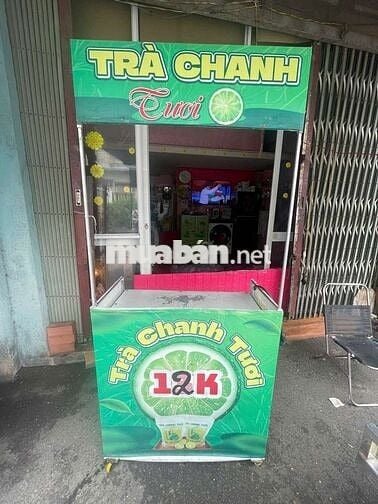 TRÀ CHANH
Tươi
muabán.net
Trà Chanh Tươi
12K